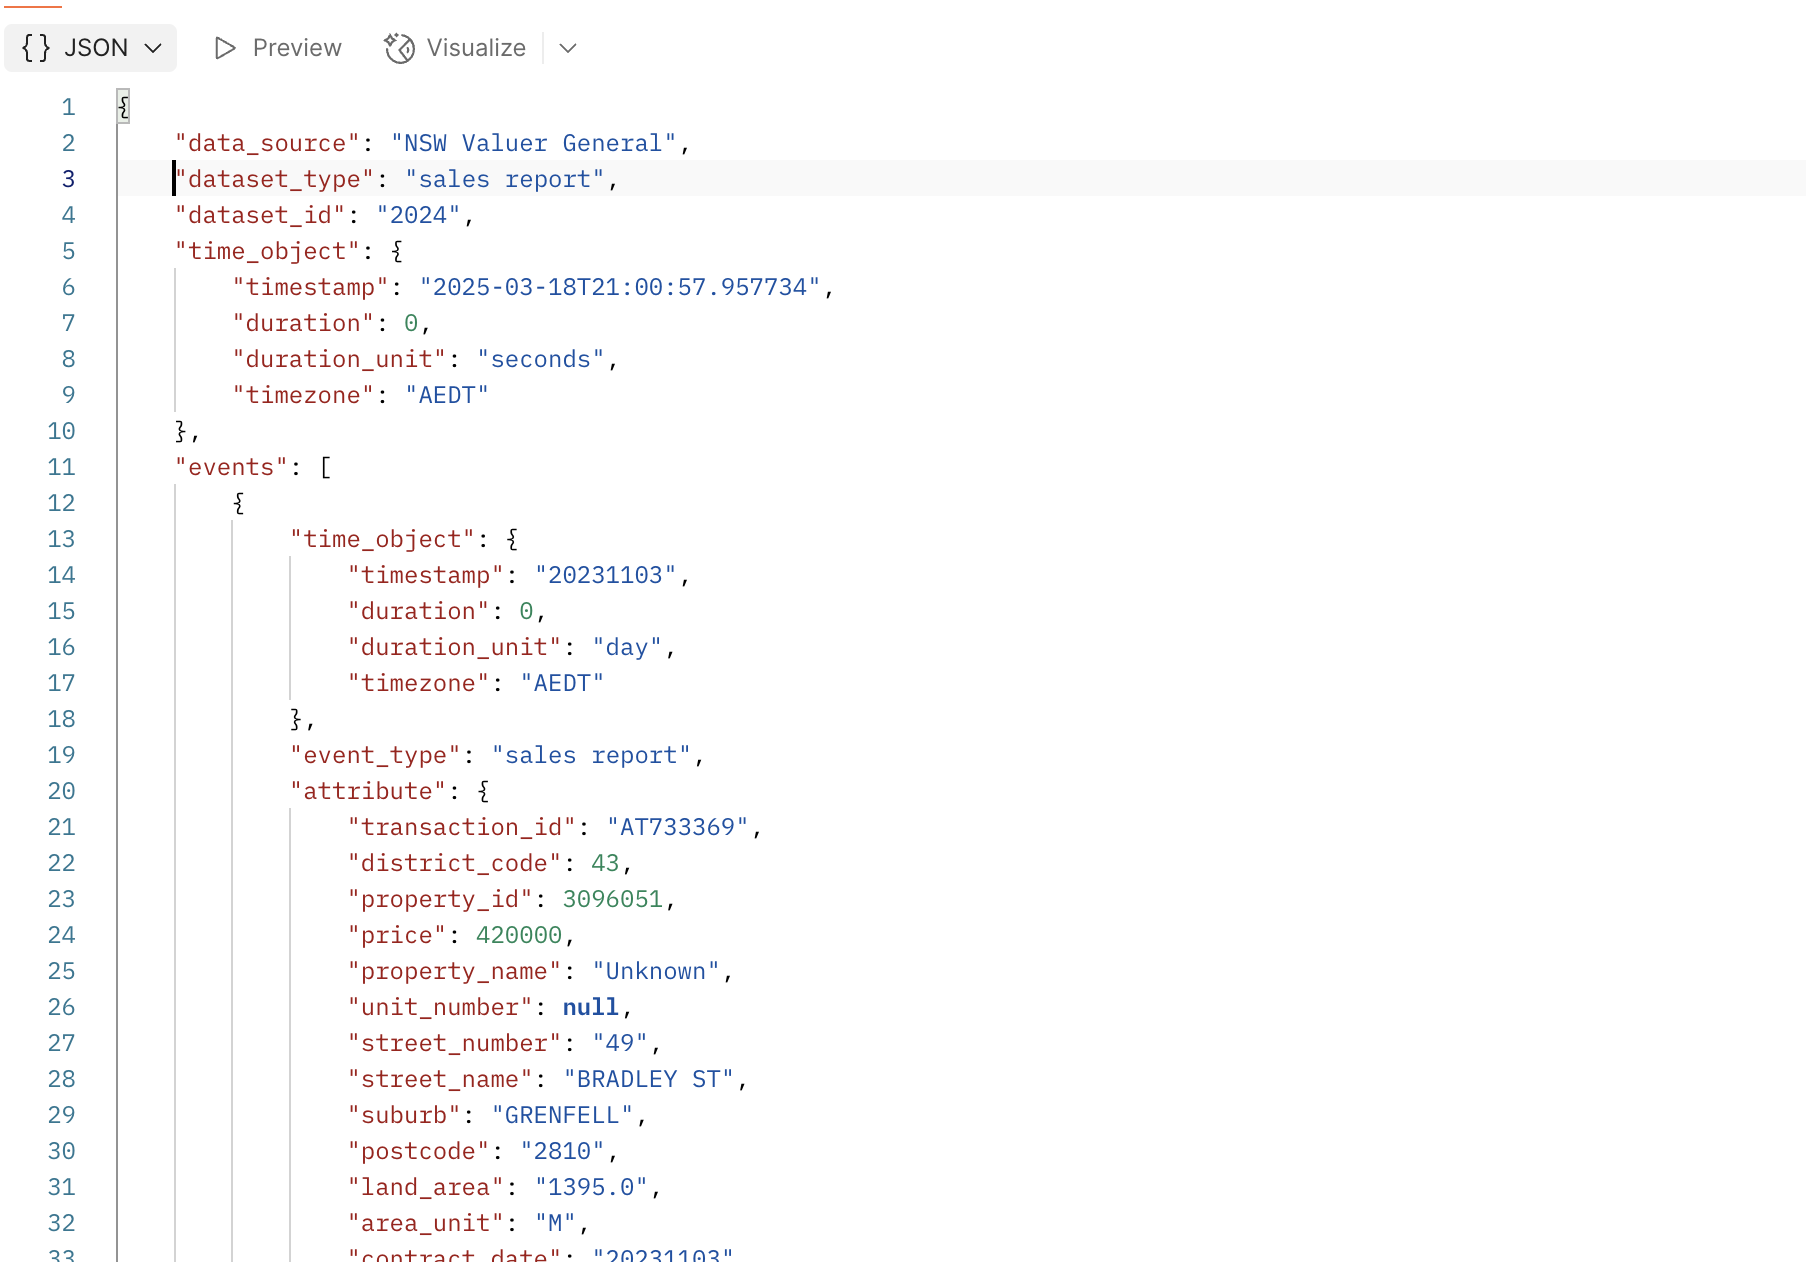 {} JSON Preview Visualize
1 {
2 "data_source": "NSW Valuer General",
3 "dataset_type": "sales report",
4 "dataset_id": "2024",
5 "time_object": {
6 "timestamp": "2025-03-18T21:00:57.957734",
7 "duration": 0,
8 "duration_unit": "seconds",
9 "timezone": "AEDT"
10 },
11 "events": [
12 {
13 "time_object": {
14 "timestamp": "20231103",
15 "duration": 0,
16 "duration_unit": "day",
17 "timezone": "AEDT"
18 },
19 "event_type": "sales report",
20 "attribute": {
21 "transaction_id": "AT733369",
22 "district_code": 43,
23 "property_id": 3096051,
24 "price": 420000,
25 "property_name": "Unknown",
26 "unit_number": null,
27 "street_number": "49",
28 "street_name": "BRADLEY ST",
29 "suburb": "GRENFELL",
30 "postcode": "2810",
31 "land_area": "1395.0",
32 "area_unit": "M",
33 "contract_date": "20231103"